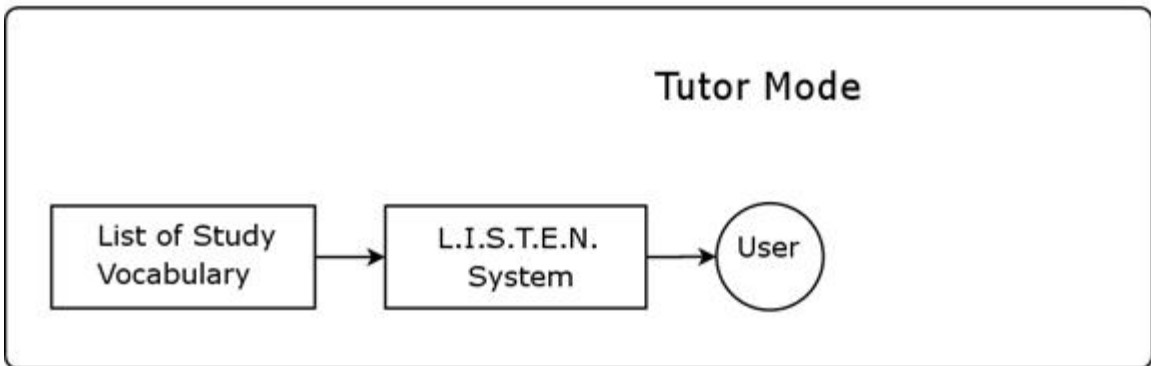 Tutor Mode
List of Study
Vocabulary
L.I.S.T.E.N.
System
User